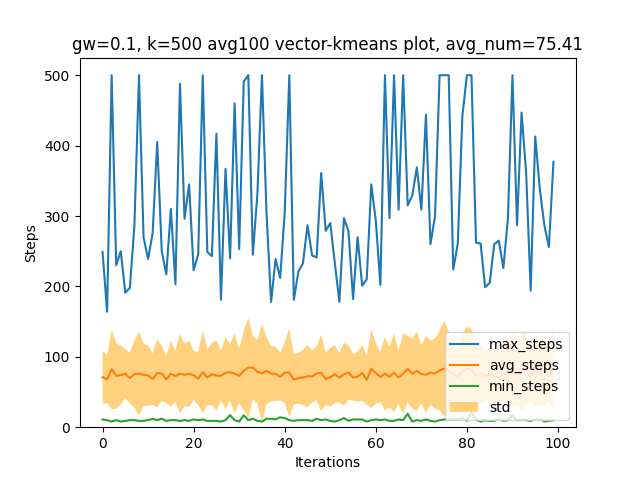 gw=0.1, k=500 avg100 vector-kmeans plot, avg_num=75.41
500
400
300
200
100
0
Steps
0
20
40
60
80
100
Iterations
max_steps
avg_steps
min_steps
std